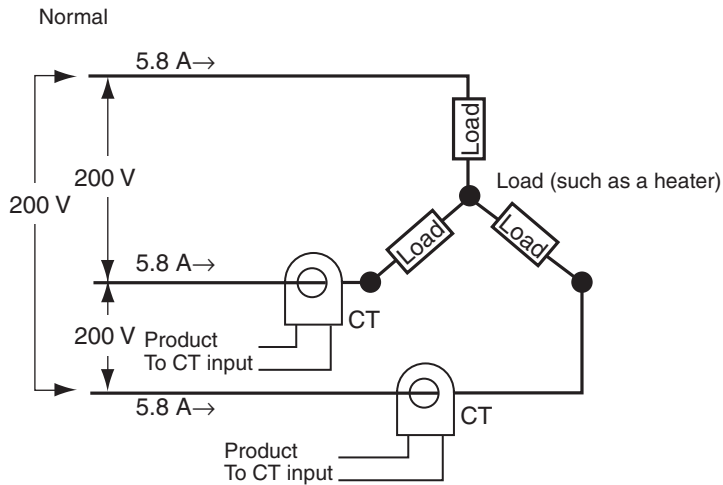 Normal
5.8 A→
Load
200 V
200 V
Load (such as a heater)
Load
Load
5.8 A→
CT
200 V
Product
To CT input
5.8 A→
CT
Product
To CT input